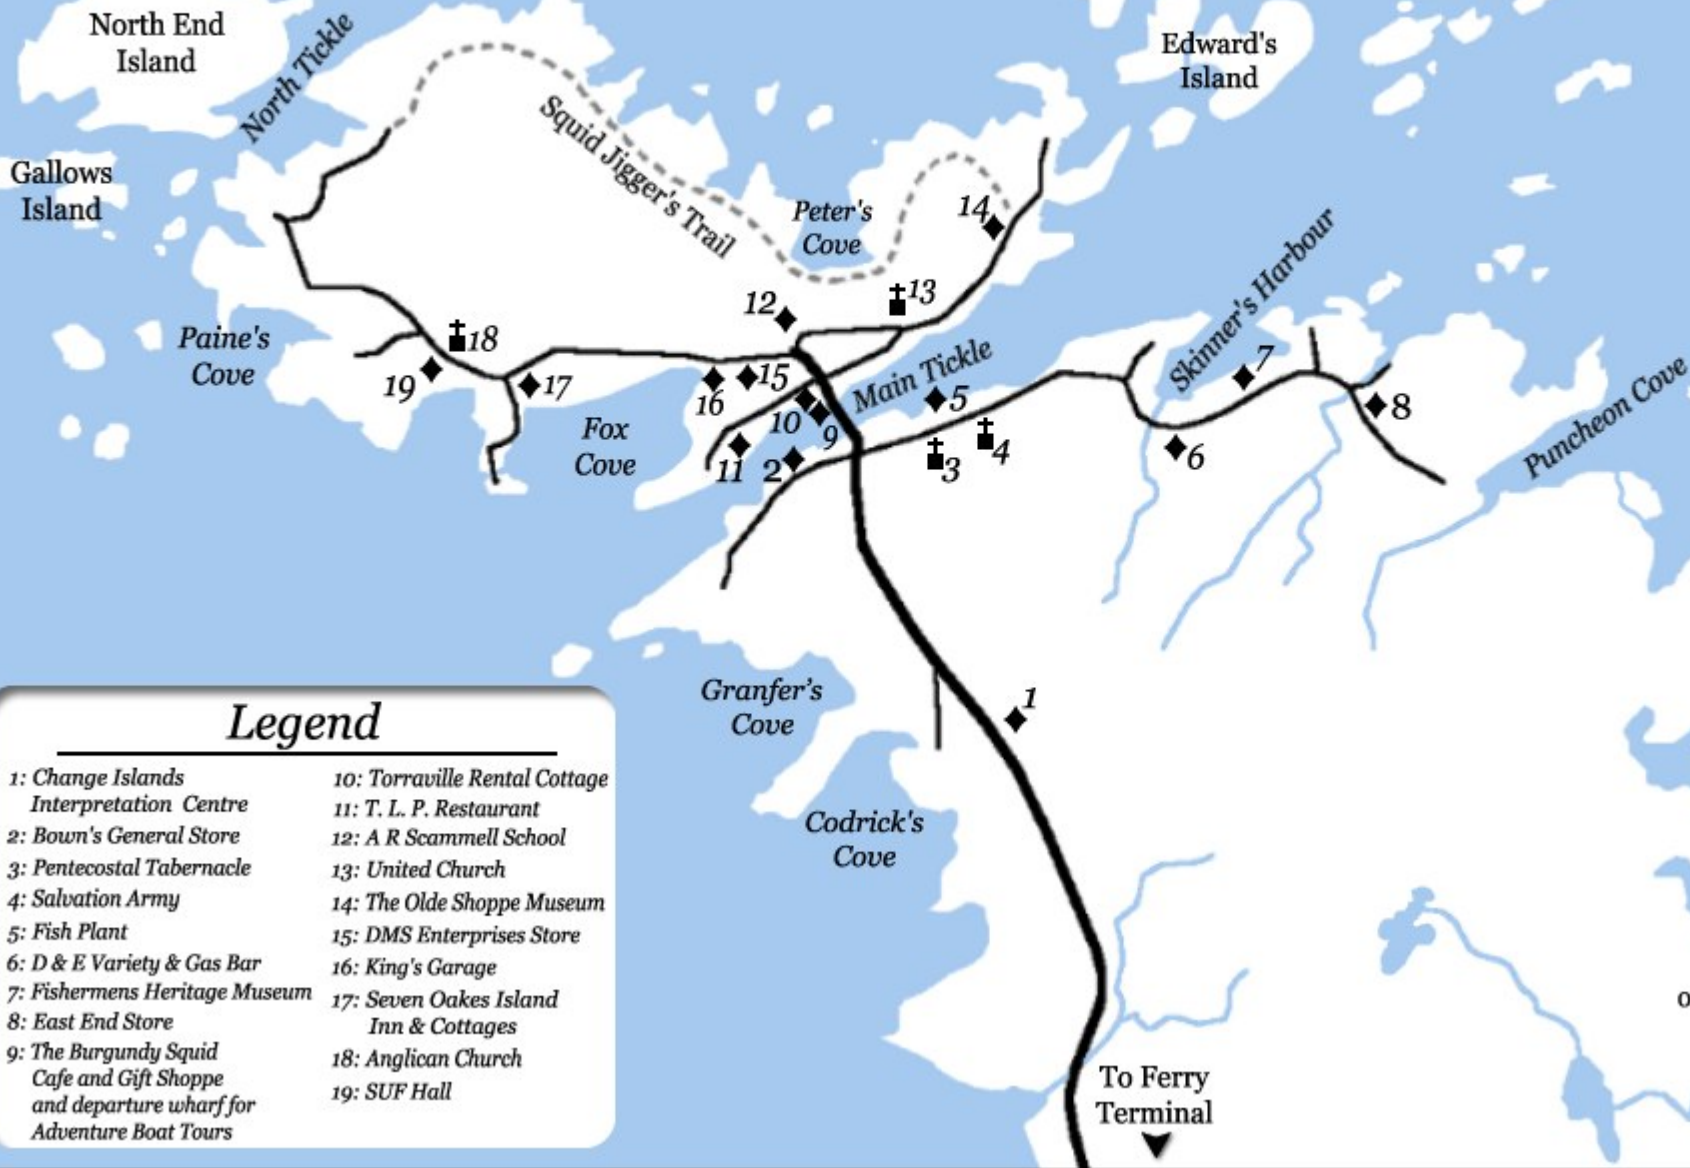 North End
Island
North Tickle
Edward's
Island
Gallows
Island
Squid Jigger's Trail
Peter's
Cove
14
Skinner's Harbour
12
13
Paine's
Cove
18
19
17
16
15
Main Tickle
7
5
8
Puncheon Cove
Fox
Cove
10
9
11
2
3
4
6
Granfer's
Cove
1
Codrick's
Cove
To Ferry
Terminal
Legend
1: Change Islands
Interpretation Centre
2: Bown's General Store
3: Pentecostal Tabernacle
4: Salvation Army
5: Fish Plant
6: D & E Variety & Gas Bar
7: Fishermens Heritage Museum
8: East End Store
9: The Burgundy Squid
Cafe and Gift Shoppe
and departure wharf for
Adventure Boat Tours
10: Torraville Rental Cottage
11: T. L. P. Restaurant
12: A R Scammell School
13: United Church
14: The Olde Shoppe Museum
15: DMS Enterprises Store
16: King's Garage
17: Seven Oakes Island
Inn & Cottages
18: Anglican Church
19: SUF Hall